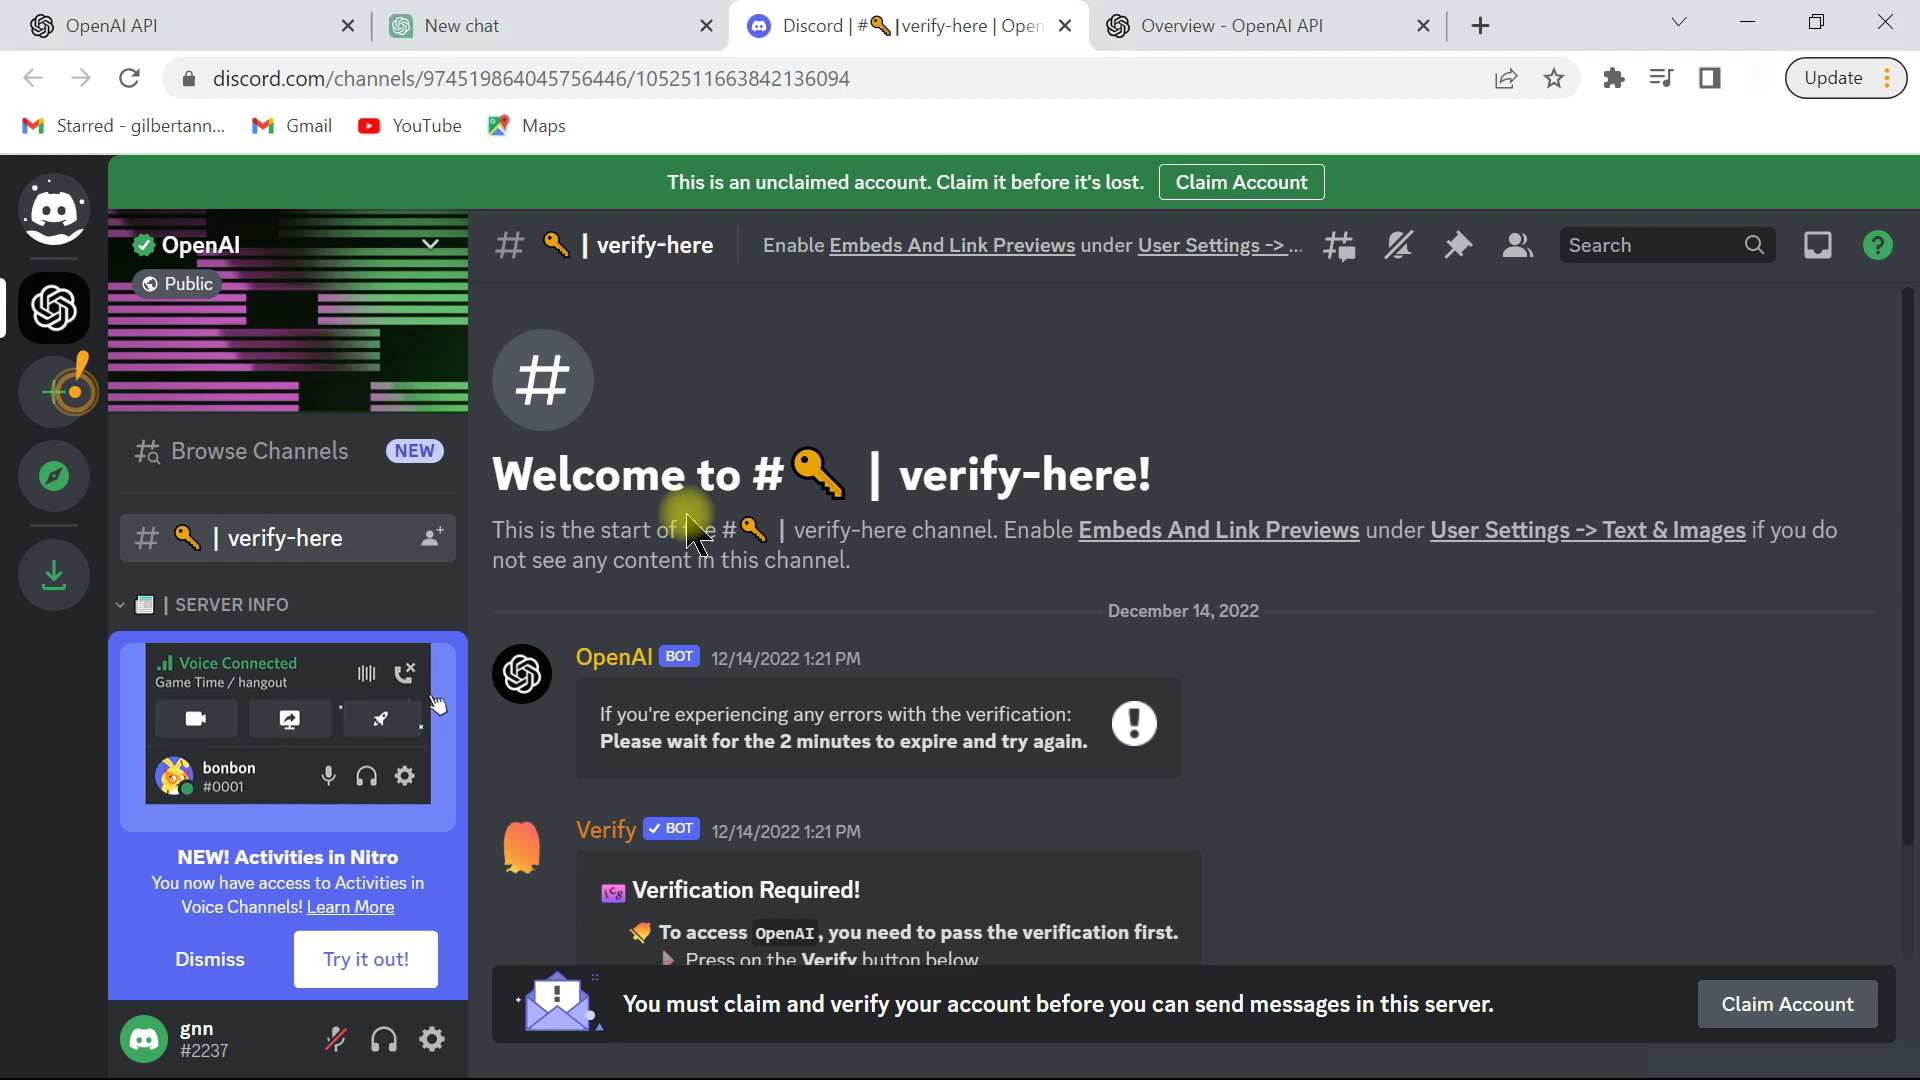 OpenAI API
New chat
Discord | #🔑 | verify-here | Open
Overview - OpenAI API
discord.com/channels/974519864045756446/1052511663842136094
Update
Starred - gilbertann...
Gmail
YouTube
Maps
This is an unclaimed account. Claim it before it's lost.
Claim Account
OpenAI
Public
Browse Channels
NEW
# 🔑 | verify-here
| SERVER INFO
Voice Connected
Game Time / hangout
bonbon
#0001
NEW! Activities in Nitro
You now have access to Activities in
Voice Channels! Learn More
Dismiss
Try it out!
gnn
#2237
# 🔑 | verify-here
Enable Embeds And Link Previews under User Settings -> ...
Search
#
Welcome to #🔑 | verify-here!
This is the start of the #🔑 | verify-here channel. Enable Embeds And Link Previews under User Settings -> Text & Images if you do
not see any content in this channel.
December 14, 2022
OpenAI BOT 12/14/2022 1:21 PM
If you're experiencing any errors with the verification:
Please wait for the 2 minutes to expire and try again.
Verify ✓ BOT 12/14/2022 1:21 PM
Verification Required!
To access OpenAI, you need to pass the verification first.
Press on the Verify button below.
You must claim and verify your account before you can send messages in this server.
Claim Account